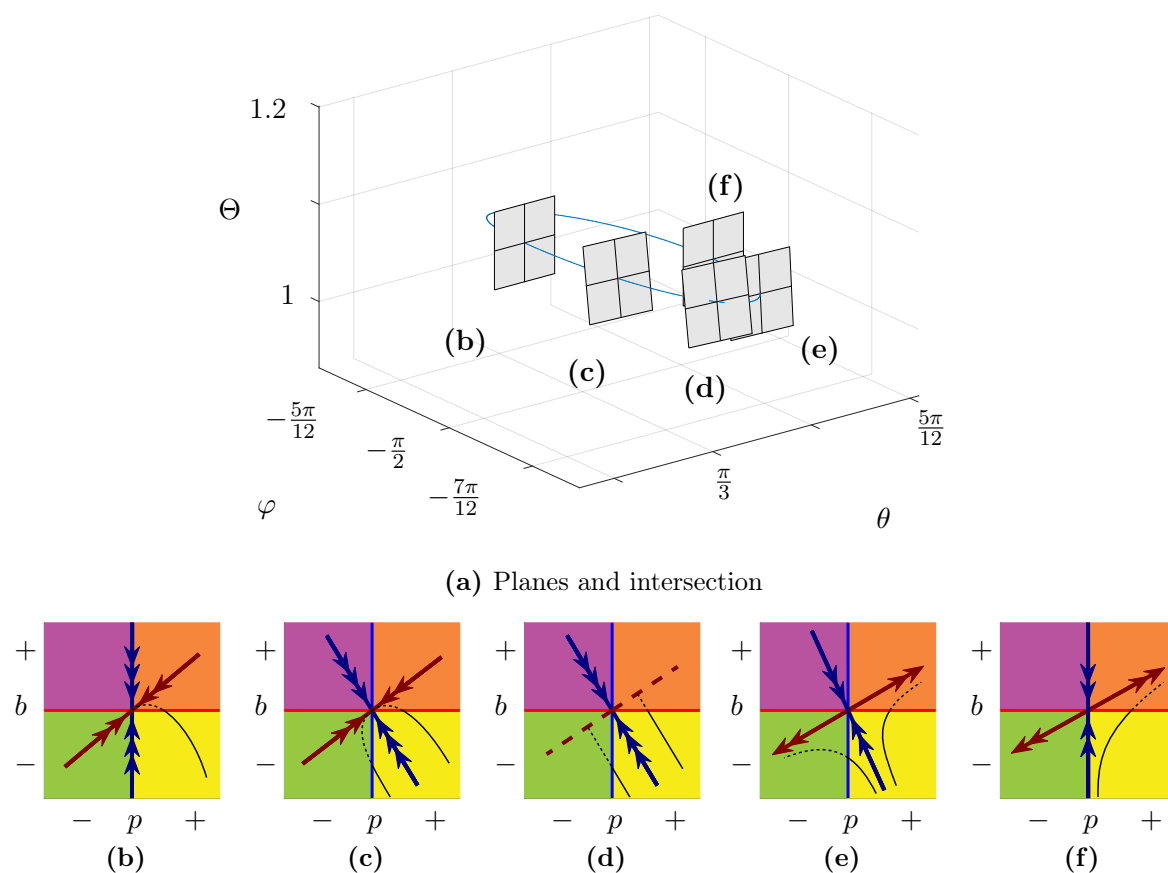 1.2
Θ
1
(f)
(b)
(c)
(d)
(e)
−5π/12
−π/2
−7π/12
φ
π/3
5π/12
θ
(a) Planes and intersection
+ + + + +
b b b b b
− − − − −
− p + − p + − p + − p + − p +
(b) (c) (d) (e) (f)